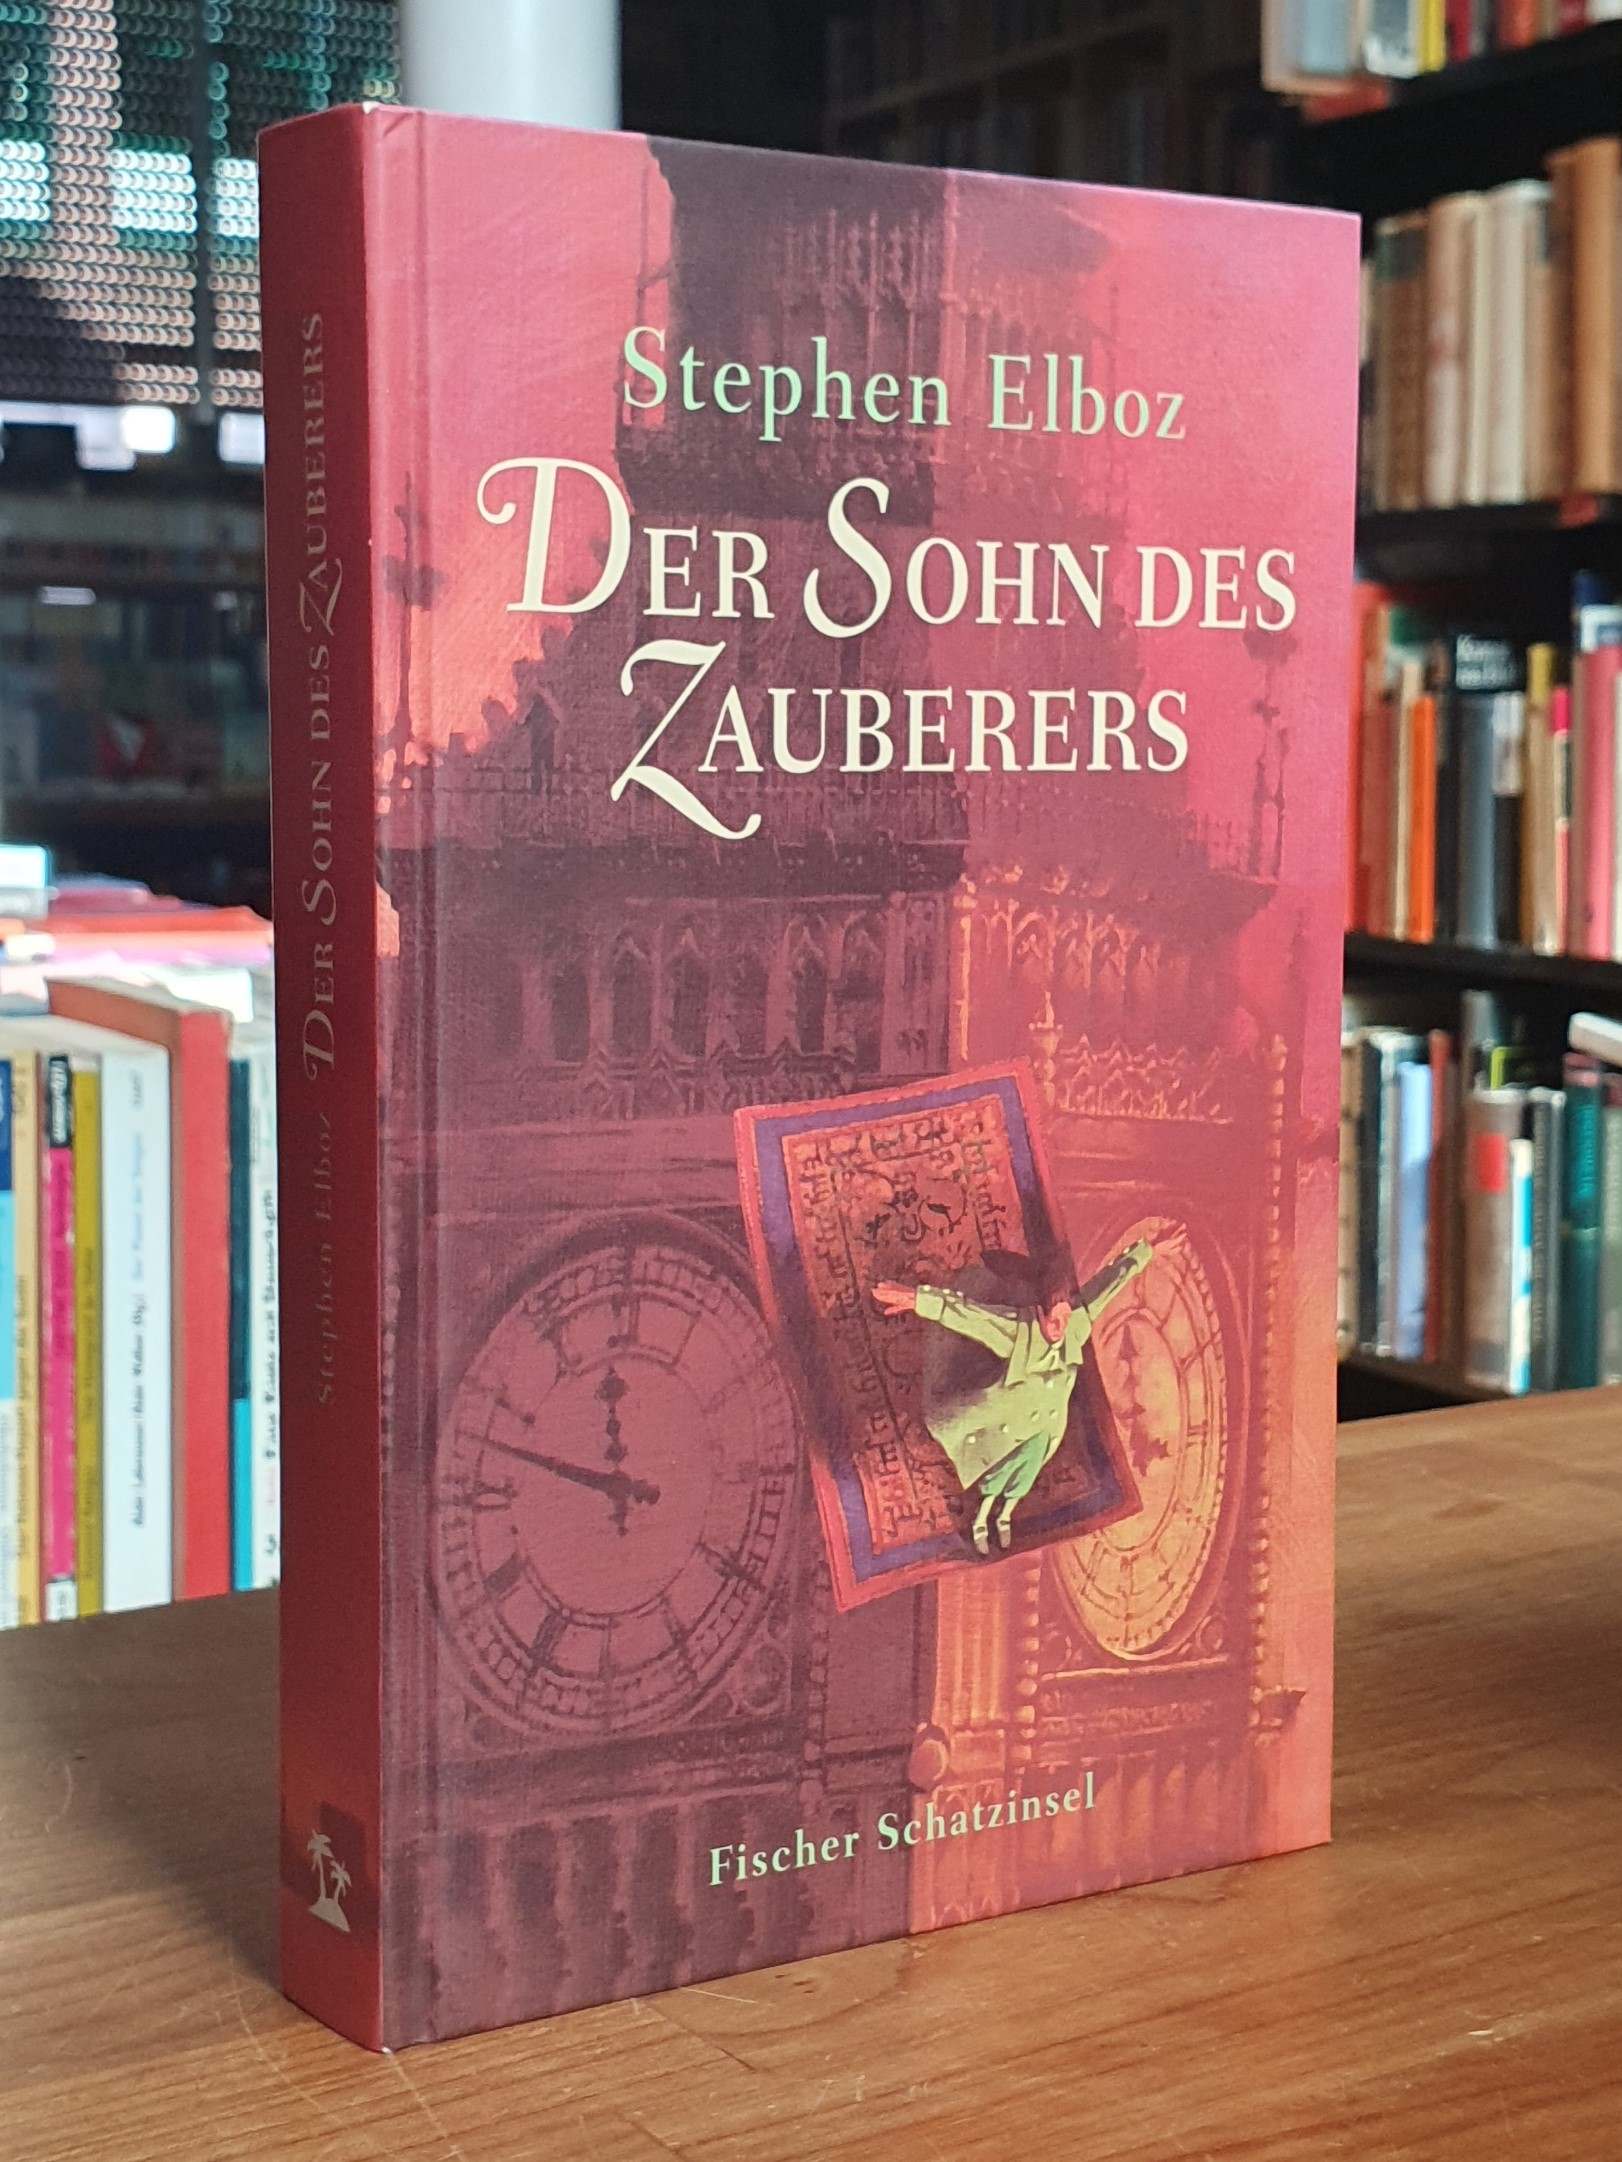 Stephen Elboz
DER SOHN DES
ZAUBERERS
Fischer Schatzinsel
Stephen Elboz DER SOHN DES ZAUBERERS